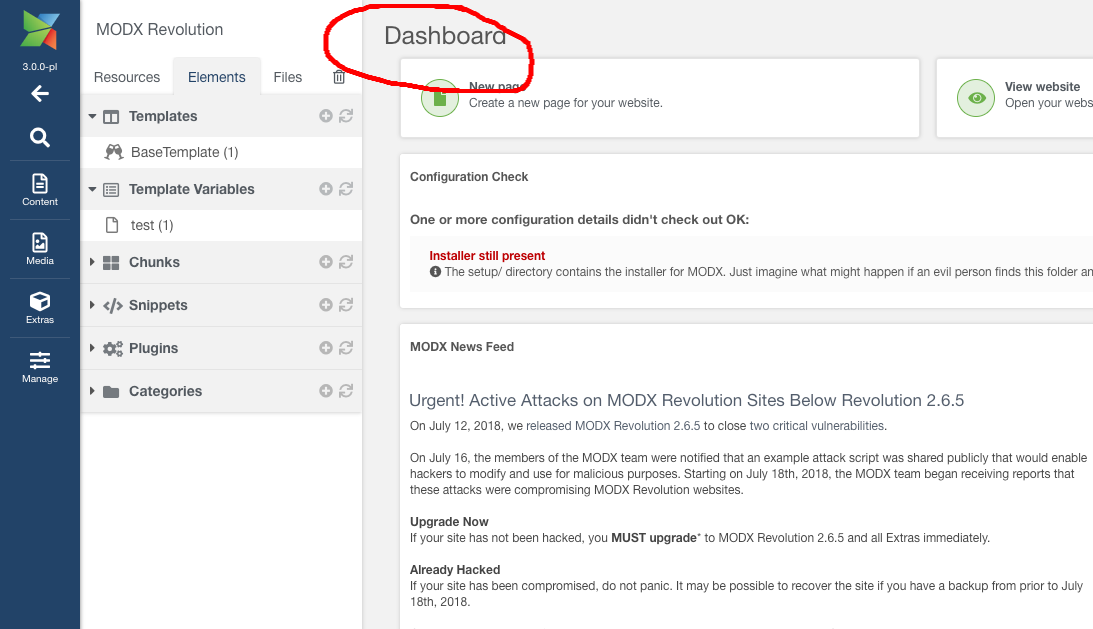 3.0.0-pl
Content
Media
Extras
Manage
MODX Revolution
Resources Elements Files
Templates
BaseTemplate (1)
Template Variables
test (1)
Chunks
Snippets
Plugins
Categories
Dashboard
New page
Create a new page for your website.
View website
Open your webs
Configuration Check
One or more configuration details didn't check out OK:
Installer still present
The setup/ directory contains the installer for MODX. Just imagine what might happen if an evil person finds this folder an
MODX News Feed
Urgent! Active Attacks on MODX Revolution Sites Below Revolution 2.6.5
On July 12, 2018, we released MODX Revolution 2.6.5 to close two critical vulnerabilities.
On July 16, the members of the MODX team were notified that an example attack script was shared publicly that would enable
hackers to modify and use for malicious purposes. Starting on July 18th, 2018, the MODX team began receiving reports that
these attacks were compromising MODX Revolution websites.
Upgrade Now
If your site has not been hacked, you MUST upgrade* to MODX Revolution 2.6.5 and all Extras immediately.
Already Hacked
If your site has been compromised, do not panic. It may be possible to recover the site if you have a backup from prior to July
18th, 2018.